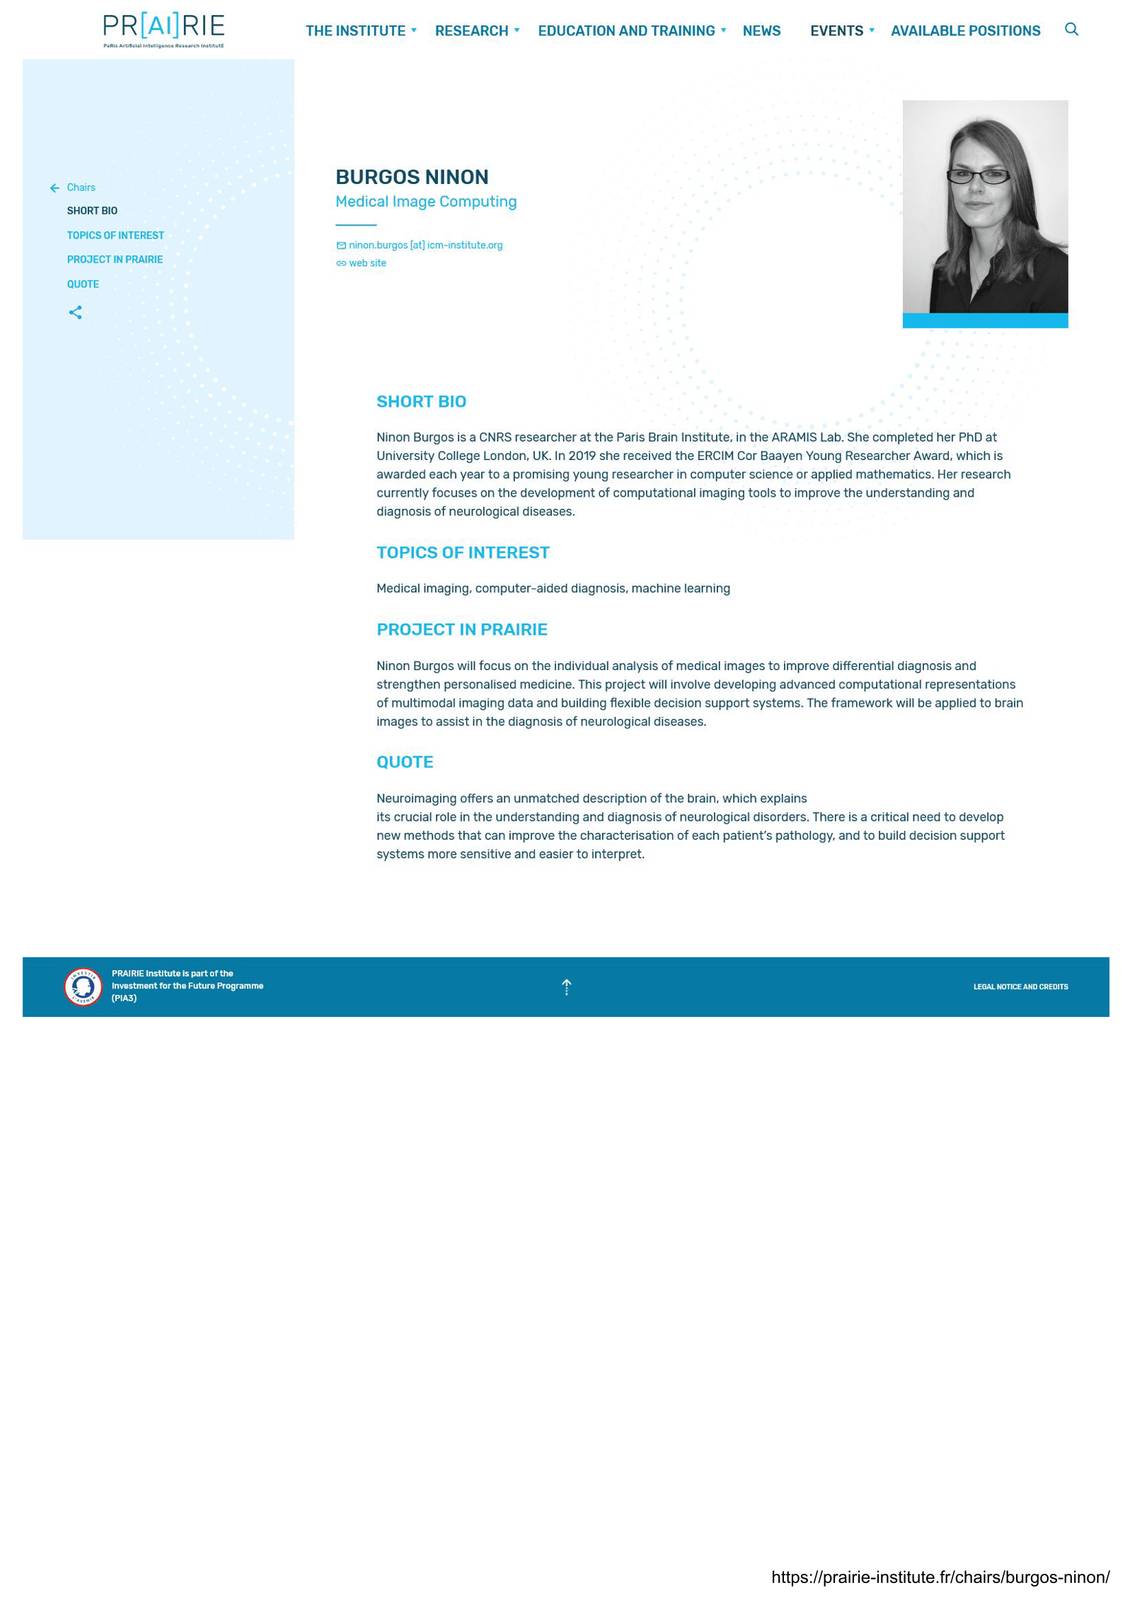 PR[AI]RIE
PaRis Artificial Intelligence Research InstitutE
THE INSTITUTE
RESEARCH
EDUCATION AND TRAINING
NEWS
EVENTS
AVAILABLE POSITIONS
Chairs
SHORT BIO
TOPICS OF INTEREST
PROJECT IN PRAIRIE
QUOTE
BURGOS NINON
Medical Image Computing
ninon.burgos [at] icm-institute.org
web site
SHORT BIO
Ninon Burgos is a CNRS researcher at the Paris Brain Institute, in the ARAMIS Lab. She completed her PhD at
University College London, UK. In 2019 she received the ERCIM Cor Baayen Young Researcher Award, which is
awarded each year to a promising young researcher in computer science or applied mathematics. Her research
currently focuses on the development of computational imaging tools to improve the understanding and
diagnosis of neurological diseases.
TOPICS OF INTEREST
Medical imaging, computer-aided diagnosis, machine learning
PROJECT IN PRAIRIE
Ninon Burgos will focus on the individual analysis of medical images to improve differential diagnosis and
strengthen personalised medicine. This project will involve developing advanced computational representations
of multimodal imaging data and building flexible decision support systems. The framework will be applied to brain
images to assist in the diagnosis of neurological diseases.
QUOTE
Neuroimaging offers an unmatched description of the brain, which explains
its crucial role in the understanding and diagnosis of neurological disorders. There is a critical need to develop
new methods that can improve the characterisation of each patient's pathology, and to build decision support
systems more sensitive and easier to interpret.
PRAIRIE Institute is part of the
Investment for the Future Programme
(PIA3)
LEGAL NOTICE AND CREDITS
https://prairie-institute.fr/chairs/burgos-ninon/